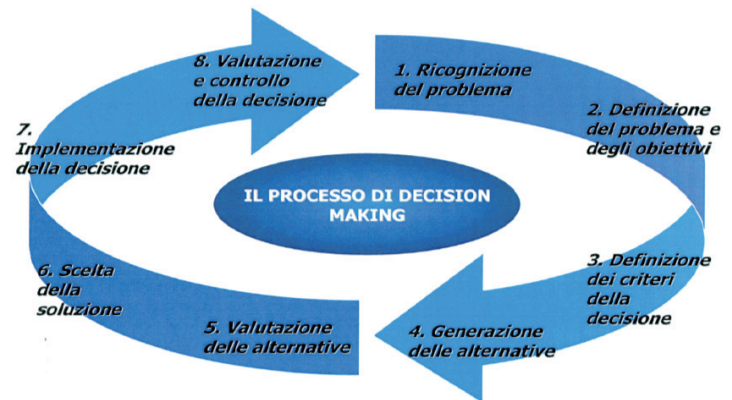 8. Valutazione
e controllo
della decisione
1. Ricognizione
del problema
2. Definizione
del problema e
degli obiettivi
7.
Implementazione
della decisione
IL PROCESSO DI DECISION
MAKING
3. Definizione
dei criteri
della
decisione
6. Scelta
della
soluzione
5. Valutazione
delle alternative
4. Generazione
delle alternative